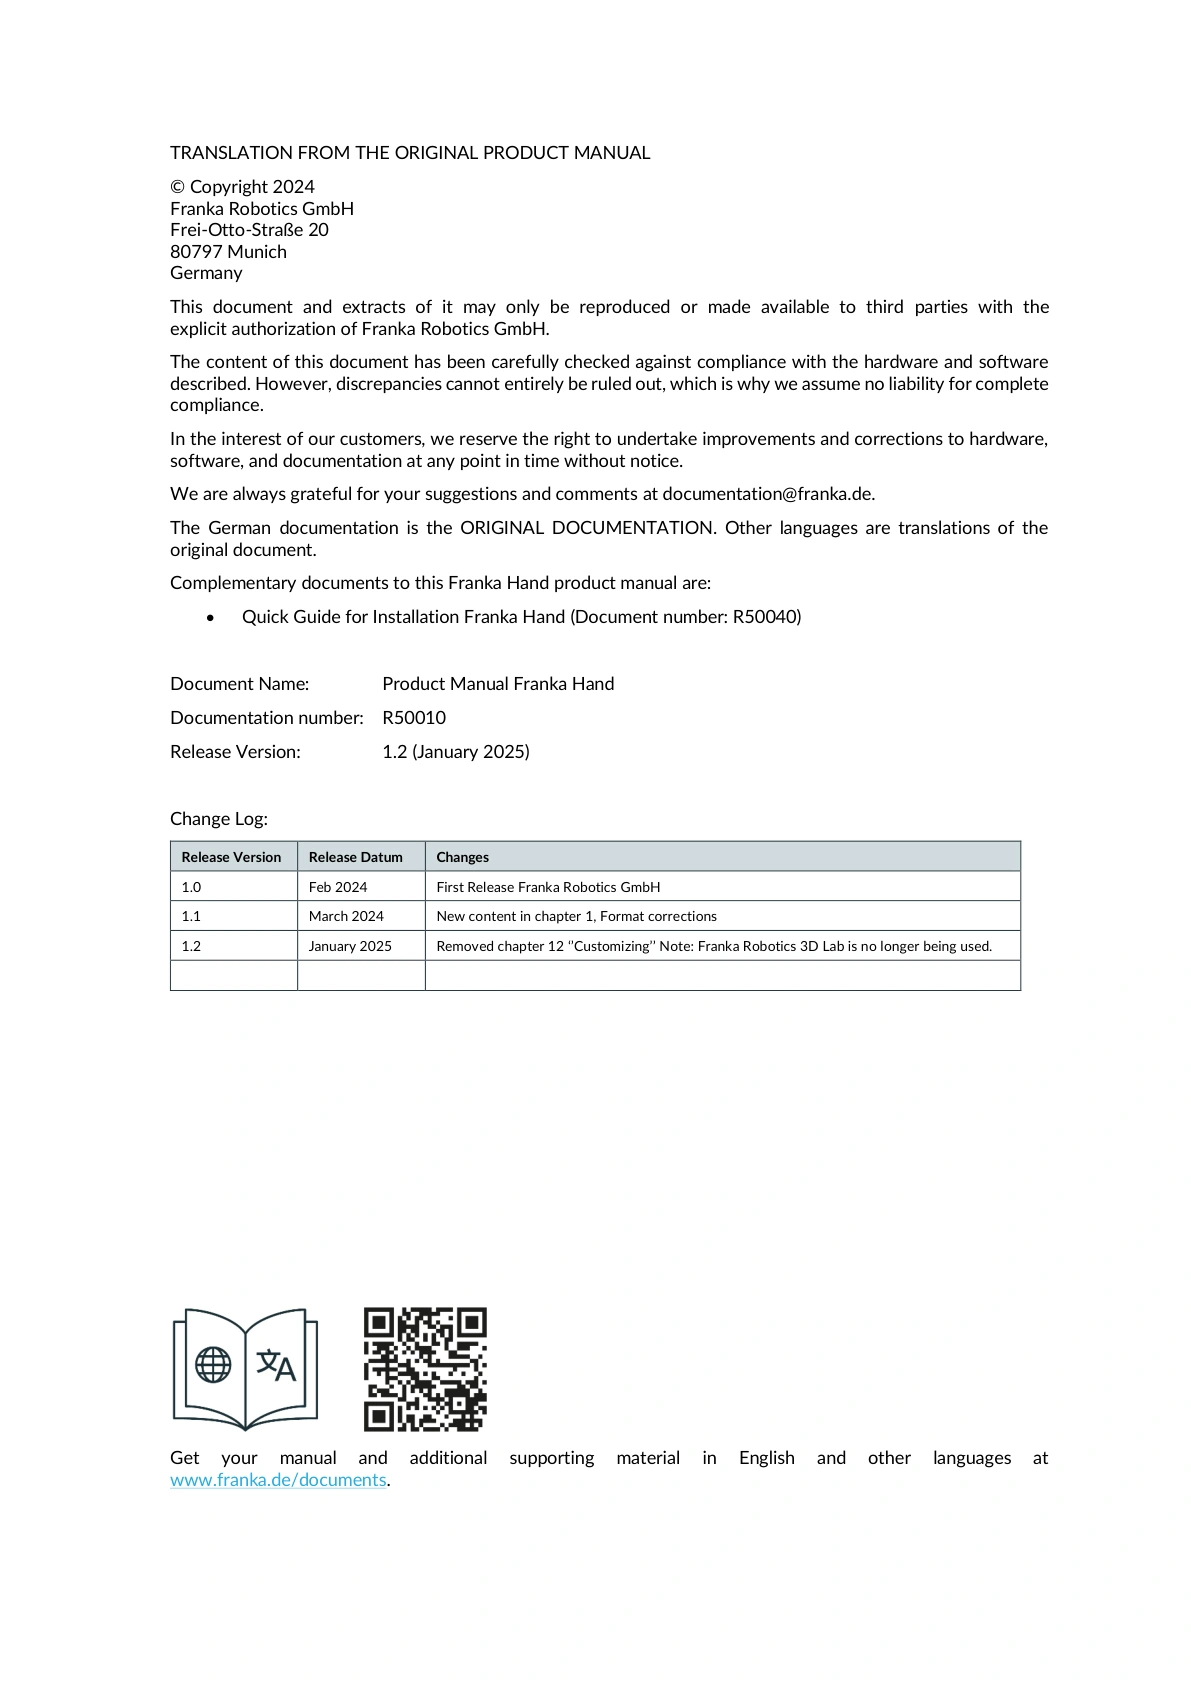 TRANSLATION FROM THE ORIGINAL PRODUCT MANUAL
© Copyright 2024
Franka Robotics GmbH
Frei-Otto-Straße 20
80797 Munich
Germany
This document and extracts of it may only be reproduced or made available to third parties with the
explicit authorization of Franka Robotics GmbH.
The content of this document has been carefully checked against compliance with the hardware and software
described. However, discrepancies cannot entirely be ruled out, which is why we assume no liability for complete
compliance.
In the interest of our customers, we reserve the right to undertake improvements and corrections to hardware,
software, and documentation at any point in time without notice.
We are always grateful for your suggestions and comments at documentation@franka.de.
The German documentation is the ORIGINAL DOCUMENTATION. Other languages are translations of the
original document.
Complementary documents to this Franka Hand product manual are:
• Quick Guide for Installation Franka Hand (Document number: R50040)
Document Name: Product Manual Franka Hand
Documentation number: R50010
Release Version: 1.2 (January 2025)
Change Log:
Release Version Release Datum Changes
1.0 Feb 2024 First Release Franka Robotics GmbH
1.1 March 2024 New content in chapter 1, Format corrections
1.2 January 2025 Removed chapter 12 ‘’Customizing’’ Note: Franka Robotics 3D Lab is no longer being used.
文A
Get your manual and additional supporting material in English and other languages at
www.franka.de/documents.